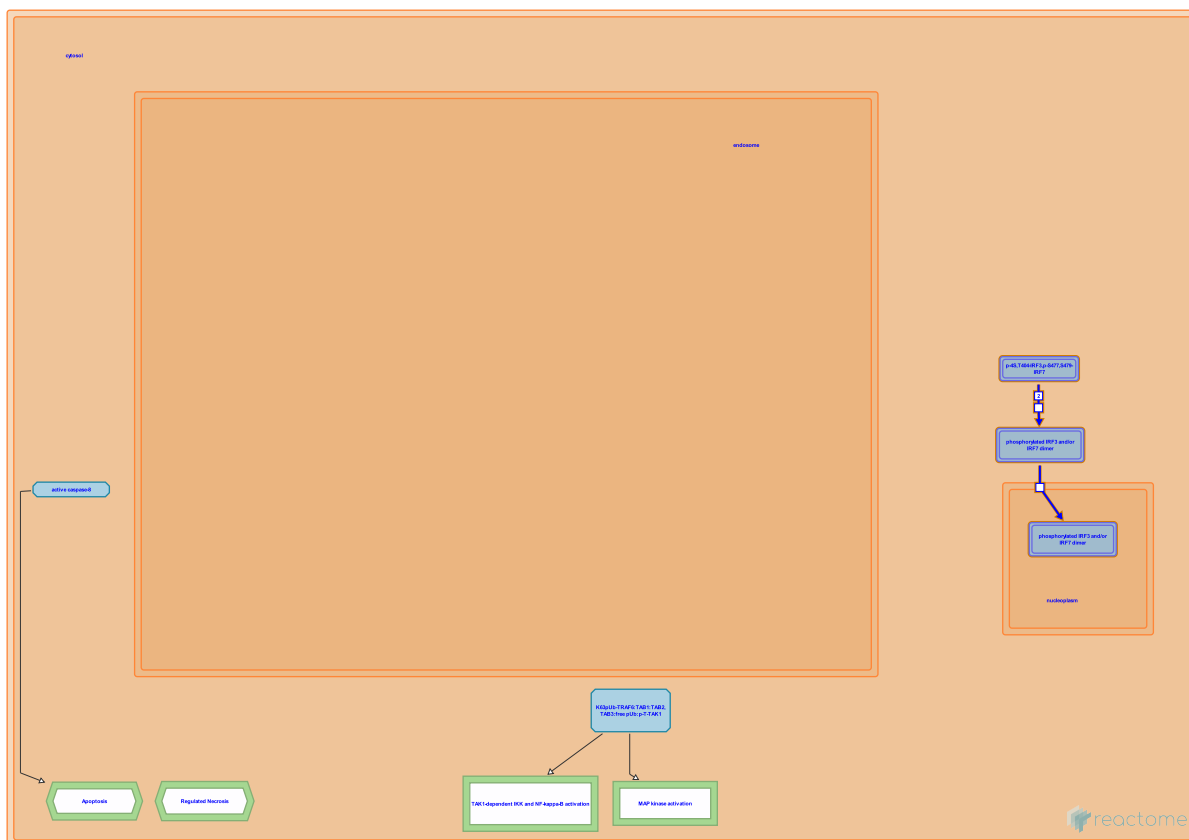 cytosol
endosome
p-4S,T404-IRF3,p-S477,S479-
IRF7
2
phosphorylated IRF3 and/or
IRF7 dimer
active caspase-8
phosphorylated IRF3 and/or
IRF7 dimer
nucleoplasm
K63pUb-TRAF6:TAB1:TAB2,
TAB3:free pUb:p-T-TAK1
Apoptosis
Regulated Necrosis
TAK1-dependent IKK and NF-kappa-B activation
MAP kinase activation
reactome